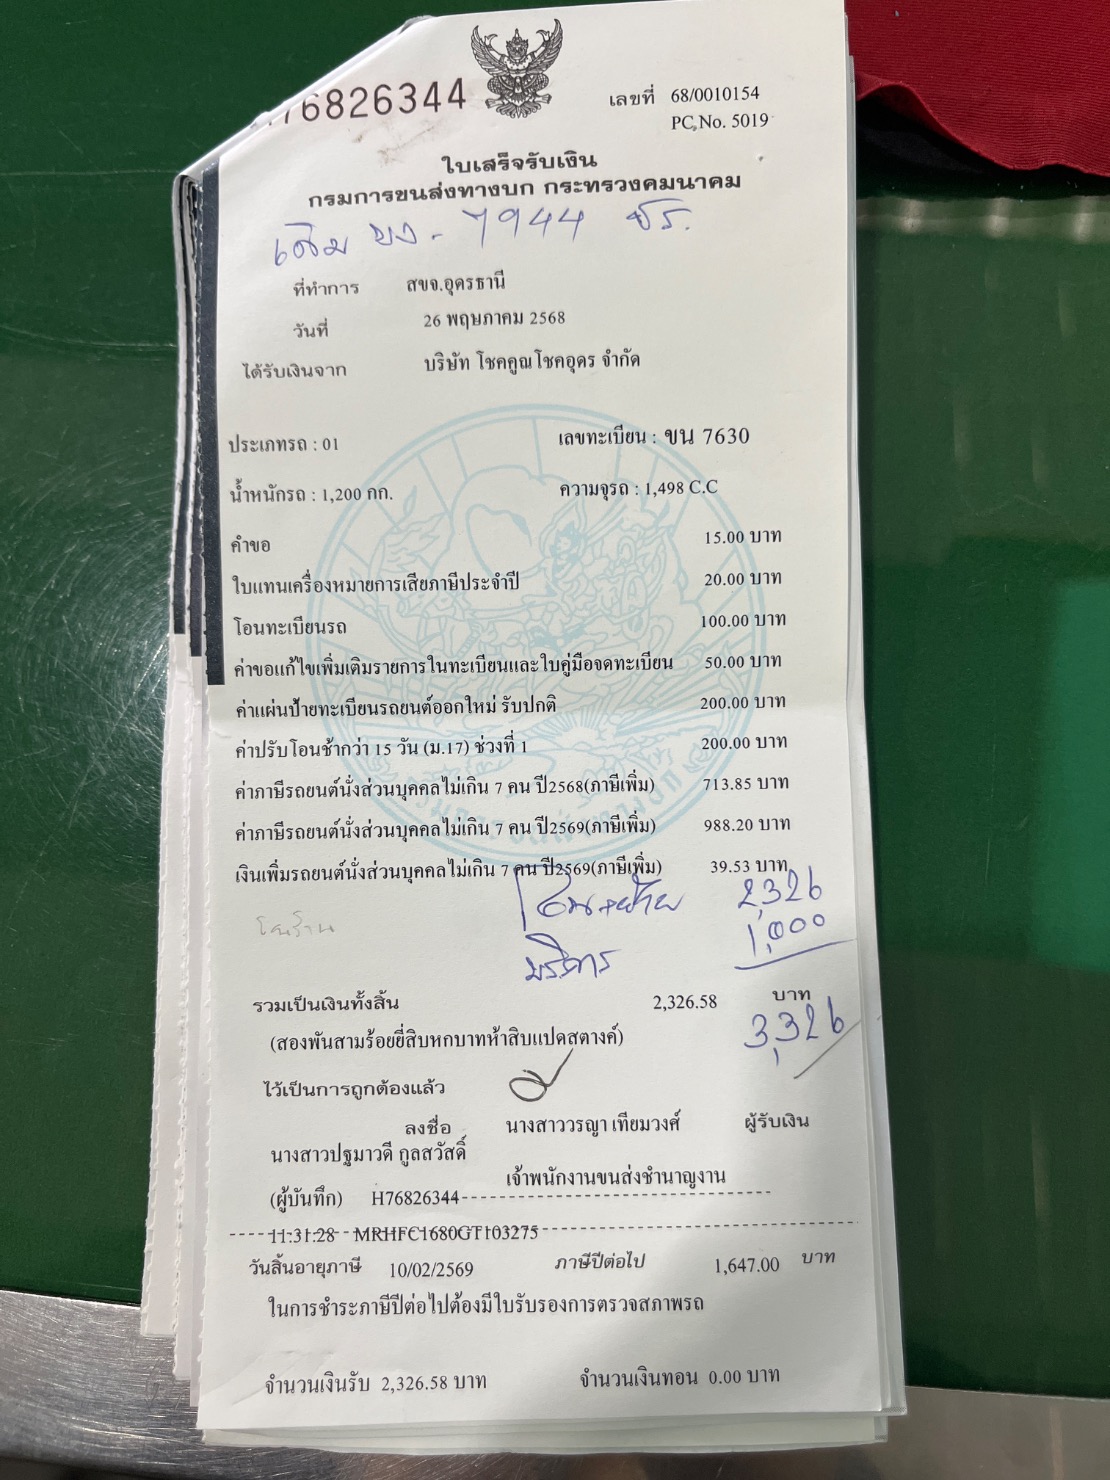 76826344
เลขที่ 68/0010154
PC, No. 5019
ใบเสร็จรับเงิน
กรมการขนส่งทางบก กระทรวงคมนาคม
เดิม ขง - 7944 ชร.
ที่ทำการ สขจ.อุดรธานี
วันที่ 26 พฤษภาคม 2568
ได้รับเงินจาก บริษัท โชคคูณโชคอุดร จำกัด
ประเภทรถ : 01 เลขทะเบียน : ขน 7630
น้ำหนักรถ : 1,200 กก. ความจุรถ : 1,498 C.C
คำขอ 15.00 บาท
ใบแทนเครื่องหมายการเสียภาษีประจำปี 20.00 บาท
โอนทะเบียนรถ 100.00 บาท
ค่าขอแก้ไขเพิ่มเติมรายการในทะเบียนและใบคู่มือจดทะเบียน 50.00 บาท
ค่าแผ่นป้ายทะเบียนรถยนต์ออกใหม่ รับปกติ 200.00 บาท
ค่าปรับโอนช้ากว่า 15 วัน (ม.17) ช่วงที่ 1 200.00 บาท
ค่าภาษีรถยนต์นั่งส่วนบุคคลไม่เกิน 7 คน ปี2568(ภาษีเพิ่ม) 713.85 บาท
ค่าภาษีรถยนต์นั่งส่วนบุคคลไม่เกิน 7 คน ปี2569(ภาษีเพิ่ม) 988.20 บาท
เงินเพิ่มรถยนต์นั่งส่วนบุคคลไม่เกิน 7 คน ปี2569(ภาษีเพิ่ม) 39.53 บาท
โอน+ย้าย 2,326
บริการ 1,000
รวมเป็นเงินทั้งสิ้น 2,326.58 บาท
3,326
(สองพันสามร้อยยี่สิบหกบาทห้าสิบแปดสตางค์)
ไว้เป็นการถูกต้องแล้ว
ลงชื่อ นางสาววรญา เทียมวงศ์ ผู้รับเงิน
นางสาวปฐมาวดี กูลสวัสดิ์
เจ้าพนักงานขนส่งชำนาญงาน
(ผู้บันทึก) H76826344
11:31:28 MRHFC1680GT103275
วันสิ้นอายุภาษี 10/02/2569 ภาษีปีต่อไป 1,647.00 บาท
ในการชำระภาษีปีต่อไปต้องมีใบรับรองการตรวจสภาพรถ
จำนวนเงินรับ 2,326.58 บาท จำนวนเงินทอน 0.00 บาท